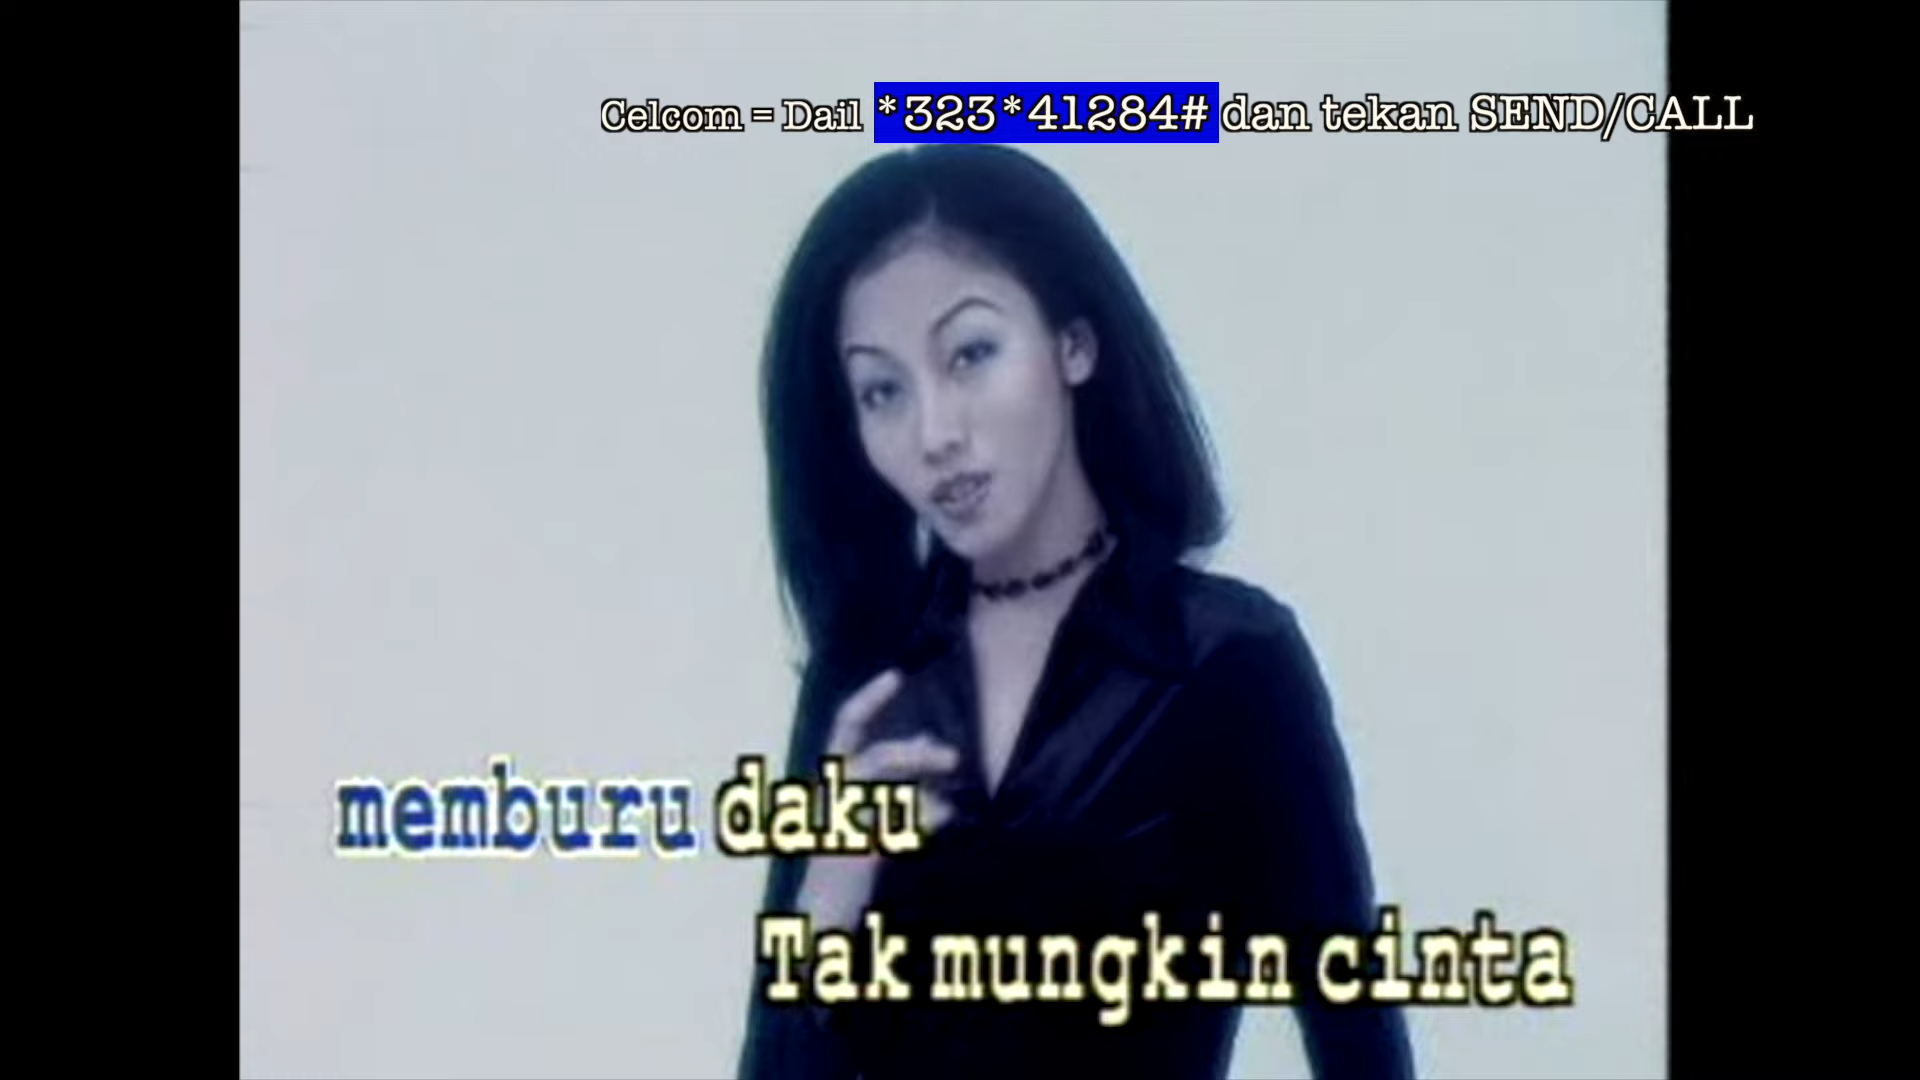 Celcom = Dail *323*41284# dan tekan SEND/CALL
memburu daku
Tak mungkin cinta